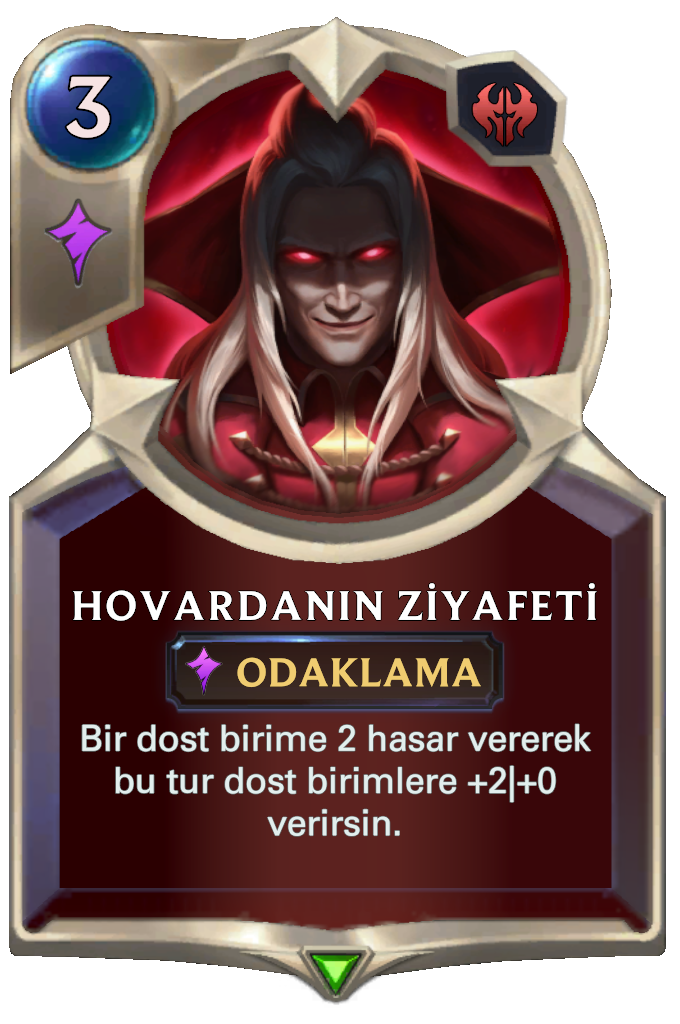 3
HOVARDANIN ZİYAFETİ
ODAKLAMA
Bir dost birime 2 hasar vererek
bu tur dost birimlere +2|+0
verirsin.